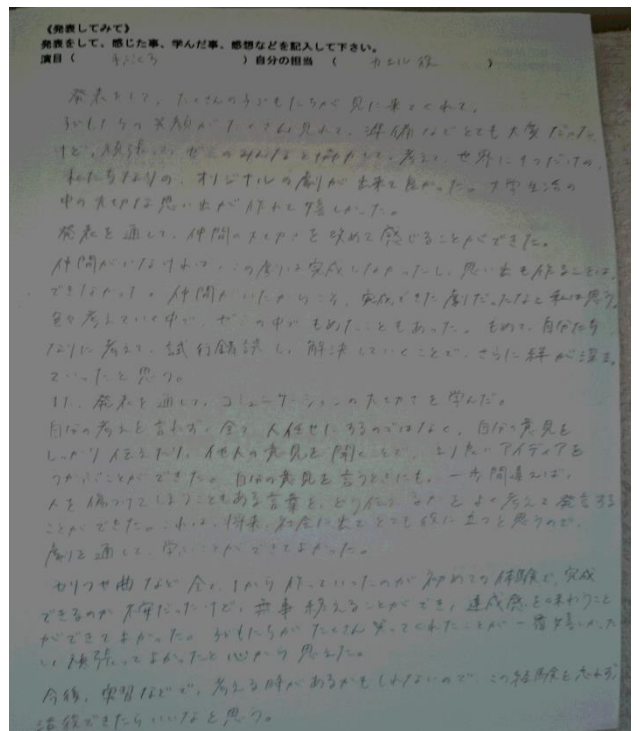 《発表してみて》
発表をして、感じた事、学んだ事、感想などを記入して下さい。
演目（　　　　）自分の担当　（　カエル役　）
発表をして、たくさんの子どもたちが見に来てくれて、
子どもたちの笑顔がたくさん見れて、準備などとても大変だった
けど、頑張って、ゼミのみんなと協力して、考えて、世界に1つだけの、
私たちなりの、オリジナルの劇が出来て良かった。大学生活の
中の大切な思い出が作れて嬉しかった。
発表を通して、仲間の大切さを改めて感じることができた。
仲間がいなければ、この劇は完成しなかったし、思い出も作ることは、
できなかった。仲間がいたからこそ、完成できた劇だったなと私は思う。
色々考えていく中で、ゼミの中でもめたこともあった。もめて、自分たち
なりに考えて、試行錯誤し、解決していくことで、さらに絆が深ま
っていったと思う。
また、発表を通して、コミュニケーションの大切さを学んだ。
自分の考えを言わず、全て人任せにするのではなく、自分の意見を
しっかり伝えたり、他人の意見を聞くことで、より良いアイディアを
つかむことができた。自分の意見を言うときにも、一歩間違えば、
人を傷つけてしまうこともある言葉を、どう伝えるかをよく考えて発言する
ことができた。これは、将来、社会に出てとても役に立つと思うので、
劇を通して、学ぶことができてよかった。
セリフや曲など全て1から作っていったのが初めての体験で、完成
できるのか不安だったけど、無事終えることができ、達成感を味わうこと
ができてよかった。子どもたちがたくさん笑ってくれたことが一番嬉しかった
し頑張ってよかったと心から思えた。
今後、実習などで、考える時があるかもしれないので、この経験を忘れず、
活我できたらいいなと思う。